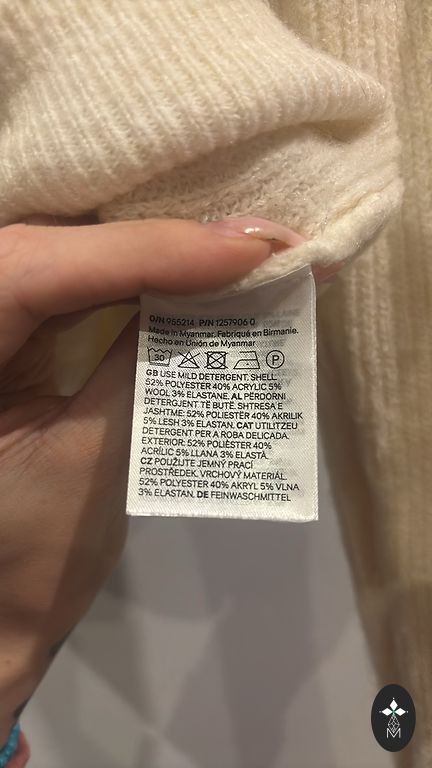 O/N 955214 P/N 1257906 0
Made in Myanmar. Fabriqué en Birmanie.
Hecho en Unión de Myanmar
30 P
GB USE MILD DETERGENT. SHELL:
52% POLYESTER 40% ACRYLIC 5%
WOOL 3% ELASTANE. AL PËRDORNI
DETERGJENT TË BUTË. SHTRESA E
JASHTME: 52% POLIESTËR 40% AKRILIK
5% LESH 3% ELASTAN. CAT UTILITZEU
DETERGENT PER A ROBA DELICADA.
EXTERIOR: 52% POLIÈSTER 40%
ACRÍLIC 5% LLANA 3% ELASTÀ.
CZ POUŽIJTE JEMNÝ PRACÍ
PROSTŘEDEK. VRCHOVÝ MATERIÁL:
52% POLYESTER 40% AKRYL 5% VLNA
3% ELASTAN. DE FEINWASCHMITTEL
M